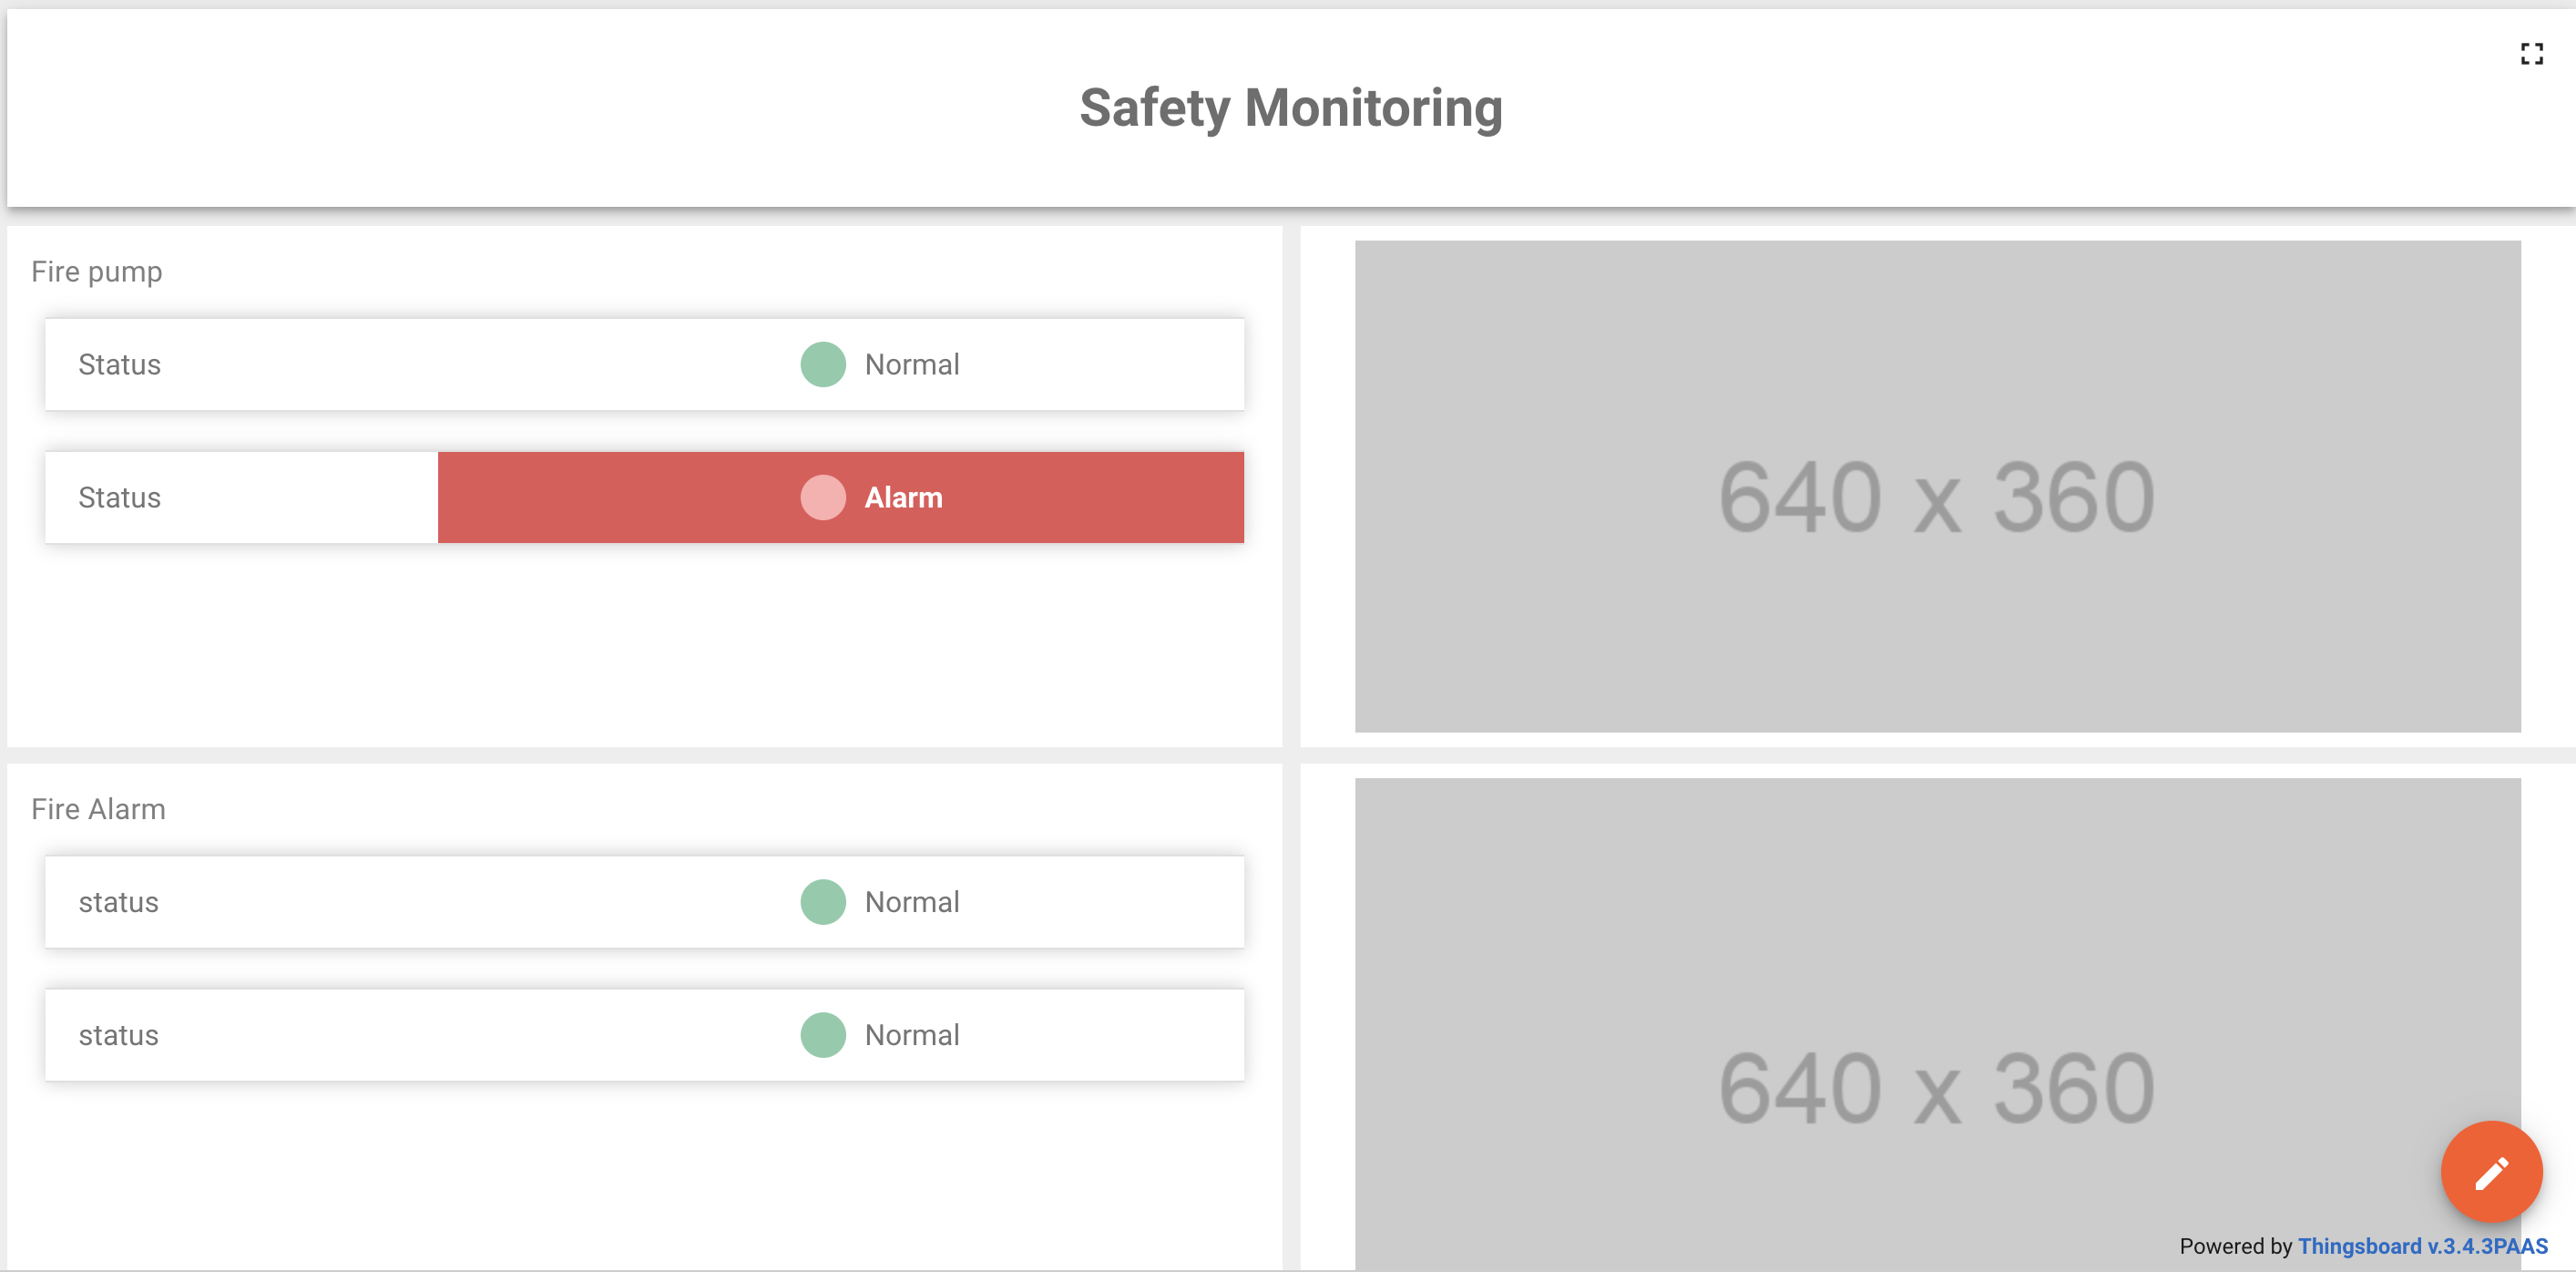 Safety Monitoring
Fire pump
Status Normal
Status Alarm
640 x 360
Fire Alarm
status Normal
status Normal
640 x 360
Powered by Thingsboard v.3.4.3PAAS